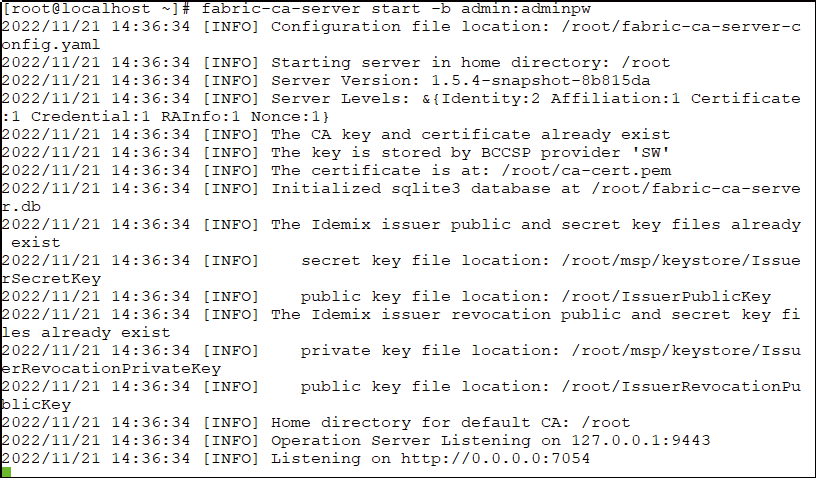 [root@localhost ~]# fabric-ca-server start -b admin:adminpw
2022/11/21 14:36:34 [INFO] Configuration file location: /root/fabric-ca-server-c
onfig.yaml
2022/11/21 14:36:34 [INFO] Starting server in home directory: /root
2022/11/21 14:36:34 [INFO] Server Version: 1.5.4-snapshot-8b815da
2022/11/21 14:36:34 [INFO] Server Levels: &{Identity:2 Affiliation:1 Certificate
:1 Credential:1 RAInfo:1 Nonce:1}
2022/11/21 14:36:34 [INFO] The CA key and certificate already exist
2022/11/21 14:36:34 [INFO] The key is stored by BCCSP provider 'SW'
2022/11/21 14:36:34 [INFO] The certificate is at: /root/ca-cert.pem
2022/11/21 14:36:34 [INFO] Initialized sqlite3 database at /root/fabric-ca-serve
r.db
2022/11/21 14:36:34 [INFO] The Idemix issuer public and secret key files already
 exist
2022/11/21 14:36:34 [INFO]    secret key file location: /root/msp/keystore/Issue
rSecretKey
2022/11/21 14:36:34 [INFO]    public key file location: /root/IssuerPublicKey
2022/11/21 14:36:34 [INFO] The Idemix issuer revocation public and secret key fi
les already exist
2022/11/21 14:36:34 [INFO]    private key file location: /root/msp/keystore/Issu
erRevocationPrivateKey
2022/11/21 14:36:34 [INFO]    public key file location: /root/IssuerRevocationPu
blicKey
2022/11/21 14:36:34 [INFO] Home directory for default CA: /root
2022/11/21 14:36:34 [INFO] Operation Server Listening on 127.0.0.1:9443
2022/11/21 14:36:34 [INFO] Listening on http://0.0.0.0:7054